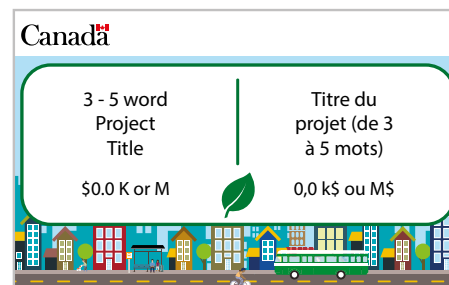 Canada
3 - 5 word
Project
Title
$0.0 K or M
Titre du
projet (de 3
à 5 mots)
0,0 k$ ou M$